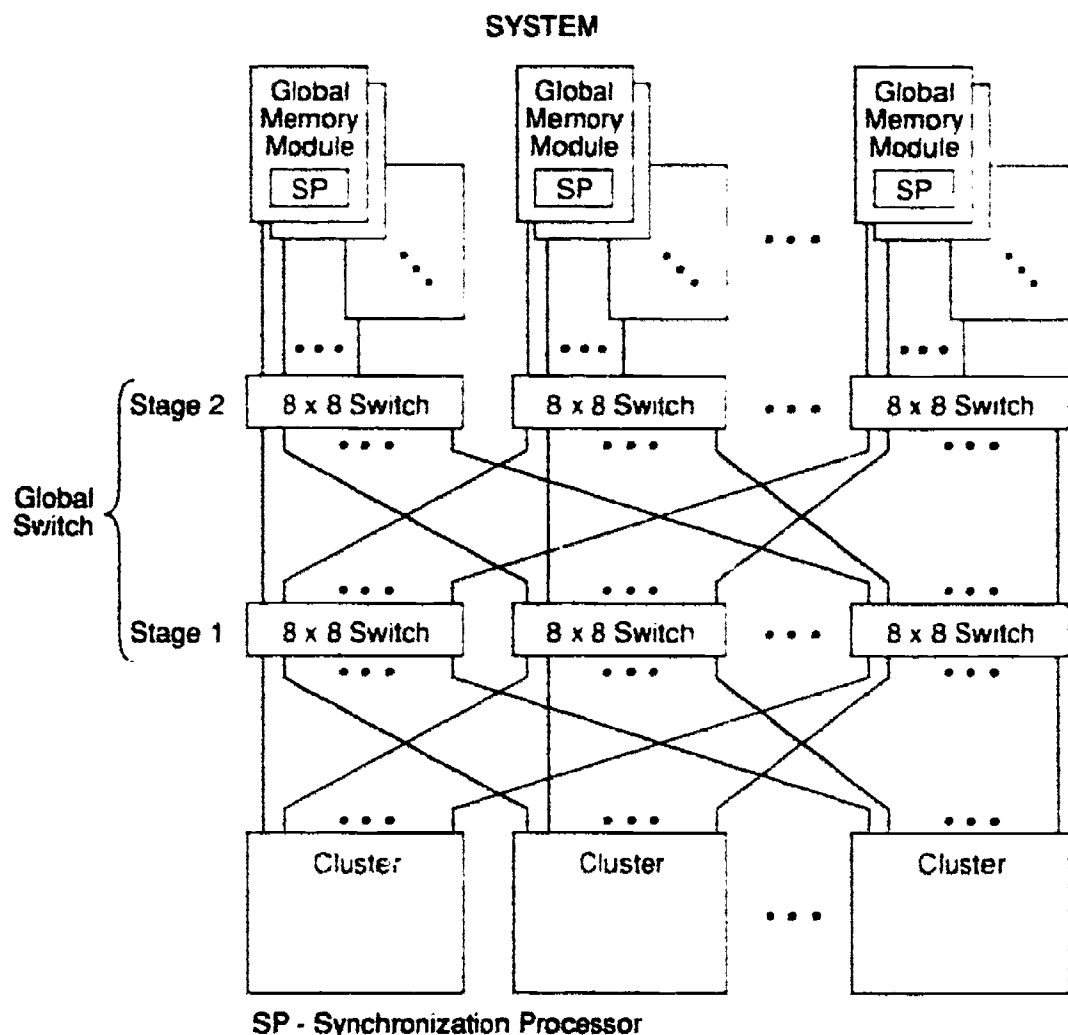 SYSTEM
Global
Memory
Module
SP
Global
Memory
Module
SP
Global
Memory
Module
SP
Stage 2
8 x 8 Switch
8 x 8 Switch
8 x 8 Switch
Global
Switch
Stage 1
8 x 8 Switch
8 x 8 Switch
8 x 8 Switch
Cluster
Cluster
Cluster
SP - Synchronization Processor